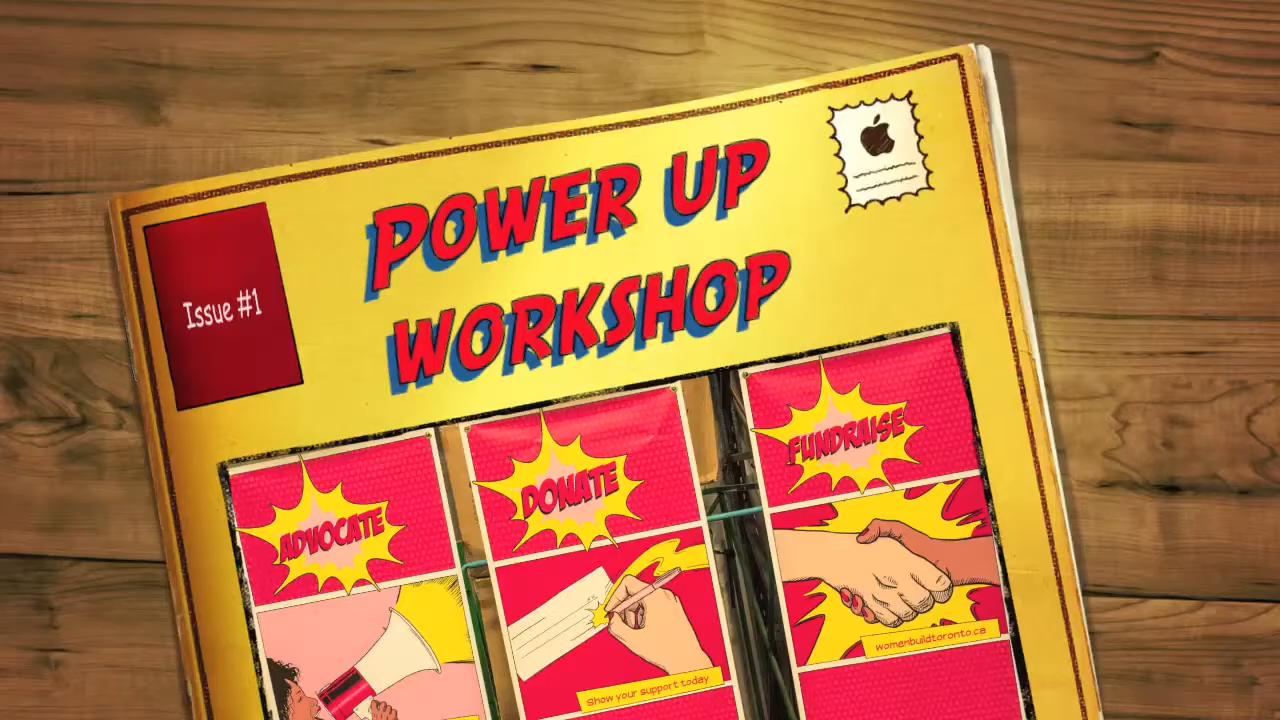 POWER UP
WORKSHOP
Issue #1
ADVOCATE
DONATE
FUNDRAISE
Show your support today
womenbuildtoronto.ca